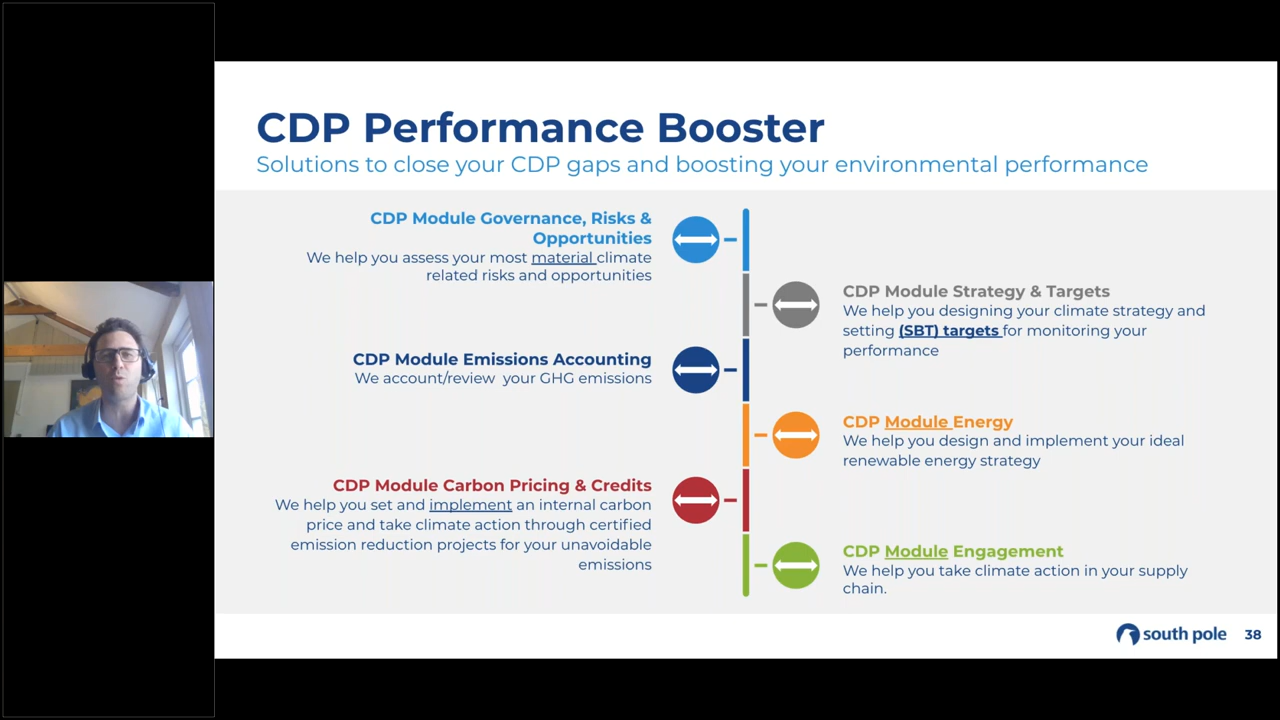 CDP Performance Booster
Solutions to close your CDP gaps and boosting your environmental performance
CDP Module Governance, Risks &
Opportunities
We help you assess your most material climate
related risks and opportunities
CDP Module Strategy & Targets
We help you designing your climate strategy and
setting (SBT) targets for monitoring your
performance
CDP Module Emissions Accounting
We account/review your GHG emissions
CDP Module Energy
We help you design and implement your ideal
renewable energy strategy
CDP Module Carbon Pricing & Credits
We help you set and implement an internal carbon
price and take climate action through certified
emission reduction projects for your unavoidable
emissions
CDP Module Engagement
We help you take climate action in your supply
chain.
south pole 38